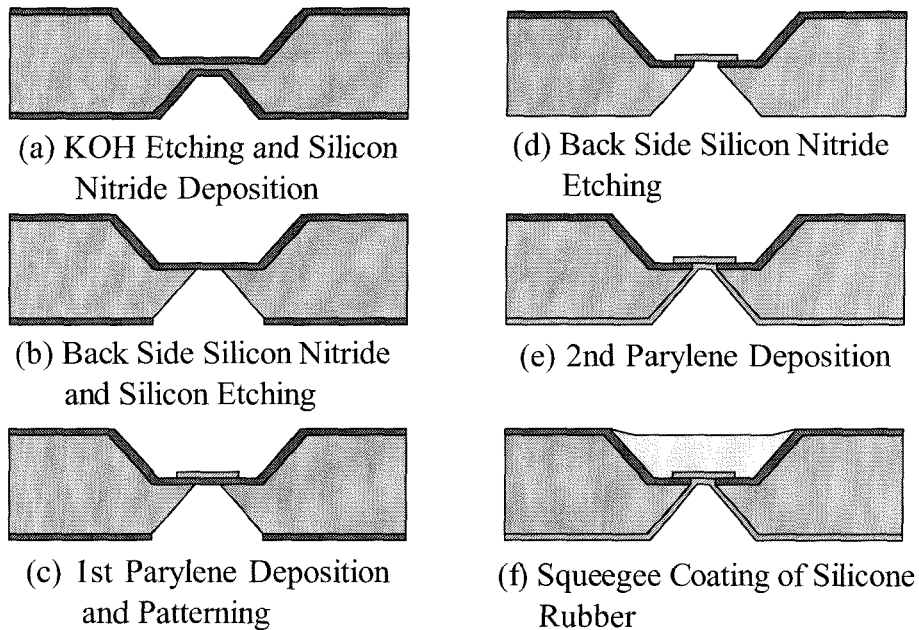 (a) KOH Etching and Silicon
Nitride Deposition
(b) Back Side Silicon Nitride
and Silicon Etching
(c) 1st Parylene Deposition
and Patterning
(d) Back Side Silicon Nitride
Etching
(e) 2nd Parylene Deposition
(f) Squeegee Coating of Silicone
Rubber